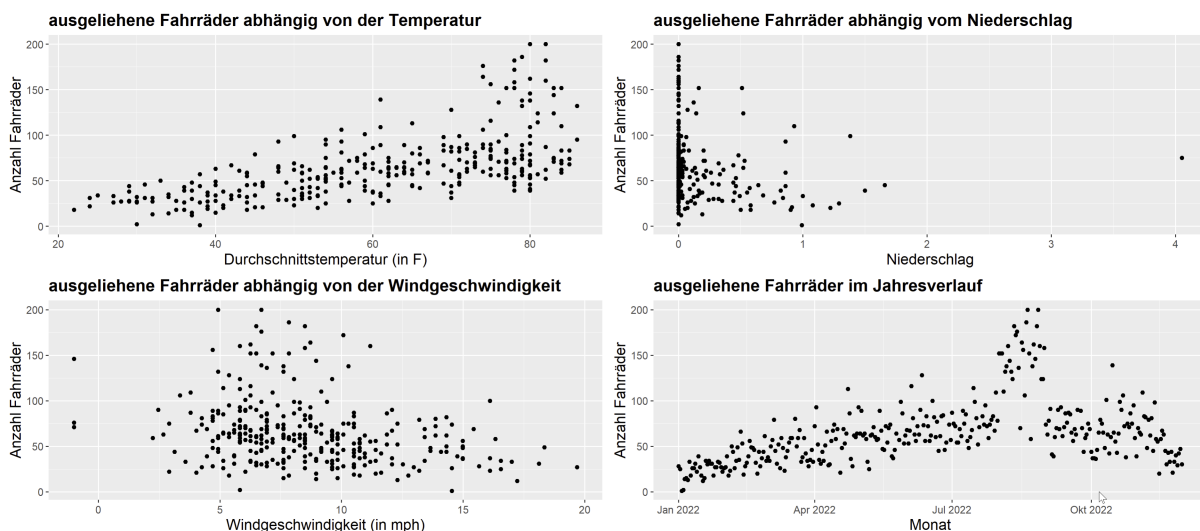 ausgeliehene Fahrräder abhängig von der Temperatur
200
150
100
50
0
Anzahl Fahrräder
20 40 60 80
Durchschnittstemperatur (in F)
ausgeliehene Fahrräder abhängig vom Niederschlag
200
150
100
50
0
Anzahl Fahrräder
0 1 2 3 4
Niederschlag
ausgeliehene Fahrräder abhängig von der Windgeschwindigkeit
200
150
100
50
0
Anzahl Fahrräder
0 5 10 15 20
Windgeschwindigkeit (in mph)
ausgeliehene Fahrräder im Jahresverlauf
200
150
100
50
0
Anzahl Fahrräder
Jan 2022 Apr 2022 Jul 2022 Okt 2022
Monat